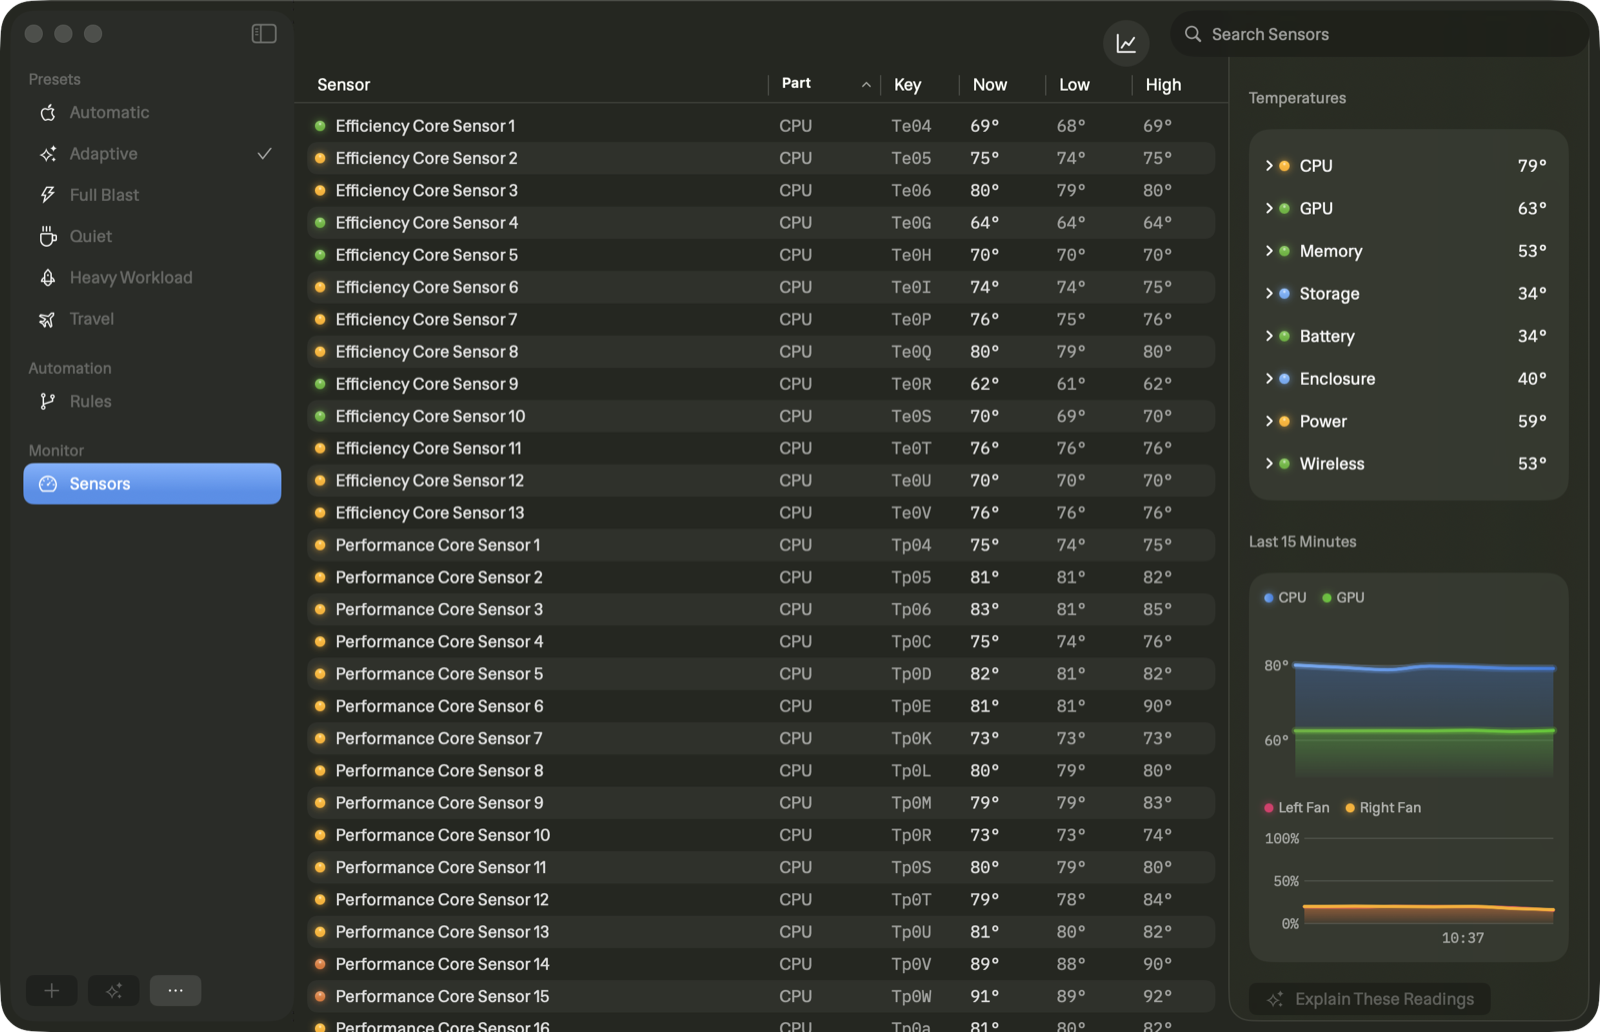 Presets
Automatic
Adaptive
Full Blast
Quiet
Heavy Workload
Travel
Automation
Rules
Monitor
Sensors
Search Sensors
Sensor Part Key Now Low High
Efficiency Core Sensor 1 CPU Te04 69° 68° 69°
Efficiency Core Sensor 2 CPU Te05 75° 74° 75°
Efficiency Core Sensor 3 CPU Te06 80° 79° 80°
Efficiency Core Sensor 4 CPU Te0G 64° 64° 64°
Efficiency Core Sensor 5 CPU Te0H 70° 70° 70°
Efficiency Core Sensor 6 CPU Te0I 74° 74° 75°
Efficiency Core Sensor 7 CPU Te0P 76° 75° 76°
Efficiency Core Sensor 8 CPU Te0Q 80° 79° 80°
Efficiency Core Sensor 9 CPU Te0R 62° 61° 62°
Efficiency Core Sensor 10 CPU Te0S 70° 69° 70°
Efficiency Core Sensor 11 CPU Te0T 76° 76° 76°
Efficiency Core Sensor 12 CPU Te0U 70° 70° 70°
Efficiency Core Sensor 13 CPU Te0V 76° 76° 76°
Performance Core Sensor 1 CPU Tp04 75° 74° 75°
Performance Core Sensor 2 CPU Tp05 81° 81° 82°
Performance Core Sensor 3 CPU Tp06 83° 81° 85°
Performance Core Sensor 4 CPU Tp0C 75° 74° 76°
Performance Core Sensor 5 CPU Tp0D 82° 81° 82°
Performance Core Sensor 6 CPU Tp0E 81° 81° 90°
Performance Core Sensor 7 CPU Tp0K 73° 73° 73°
Performance Core Sensor 8 CPU Tp0L 80° 79° 80°
Performance Core Sensor 9 CPU Tp0M 79° 79° 83°
Performance Core Sensor 10 CPU Tp0R 73° 73° 74°
Performance Core Sensor 11 CPU Tp0S 80° 79° 80°
Performance Core Sensor 12 CPU Tp0T 79° 78° 84°
Performance Core Sensor 13 CPU Tp0U 81° 80° 82°
Performance Core Sensor 14 CPU Tp0V 89° 88° 90°
Performance Core Sensor 15 CPU Tp0W 91° 89° 92°
Performance Core Sensor 16 CPU Tp0a 81° 80° 82°
Temperatures
CPU 79°
GPU 63°
Memory 53°
Storage 34°
Battery 34°
Enclosure 40°
Power 59°
Wireless 53°
Last 15 Minutes
CPU GPU
80°
60°
Left Fan Right Fan
100%
50%
0%
10:37
Explain These Readings